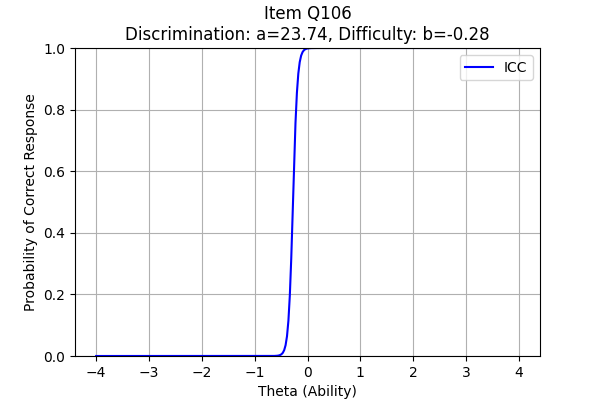 Item Q106
Discrimination: a=23.74, Difficulty: b=-0.28
1.0
0.8
0.6
0.4
0.2
0.0
Probability of Correct Response
ICC
−4 −3 −2 −1 0 1 2 3 4
Theta (Ability)